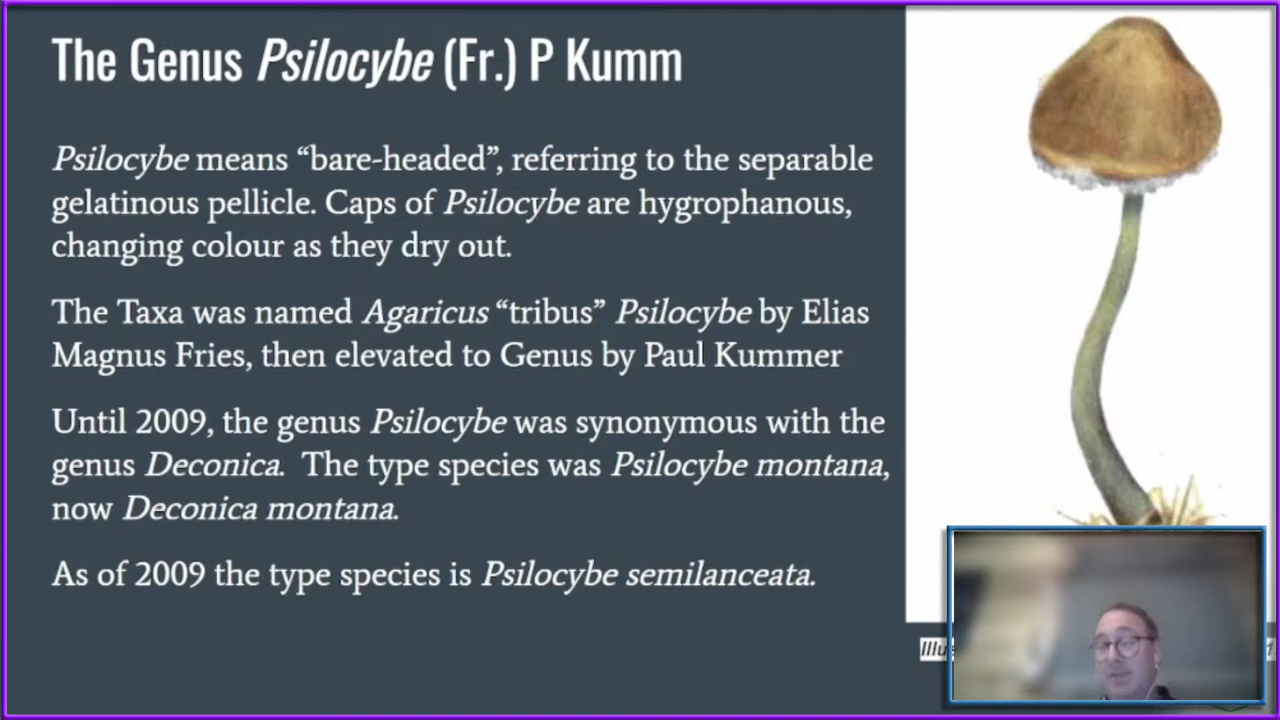 The Genus Psilocybe (Fr.) P Kumm
Psilocybe means “bare-headed”, referring to the separable
gelatinous pellicle. Caps of Psilocybe are hygrophanous,
changing colour as they dry out.
The Taxa was named Agaricus “tribus” Psilocybe by Elias
Magnus Fries, then elevated to Genus by Paul Kummer
Until 2009, the genus Psilocybe was synonymous with the
genus Deconica. The type species was Psilocybe montana,
now Deconica montana.
As of 2009 the type species is Psilocybe semilanceata.